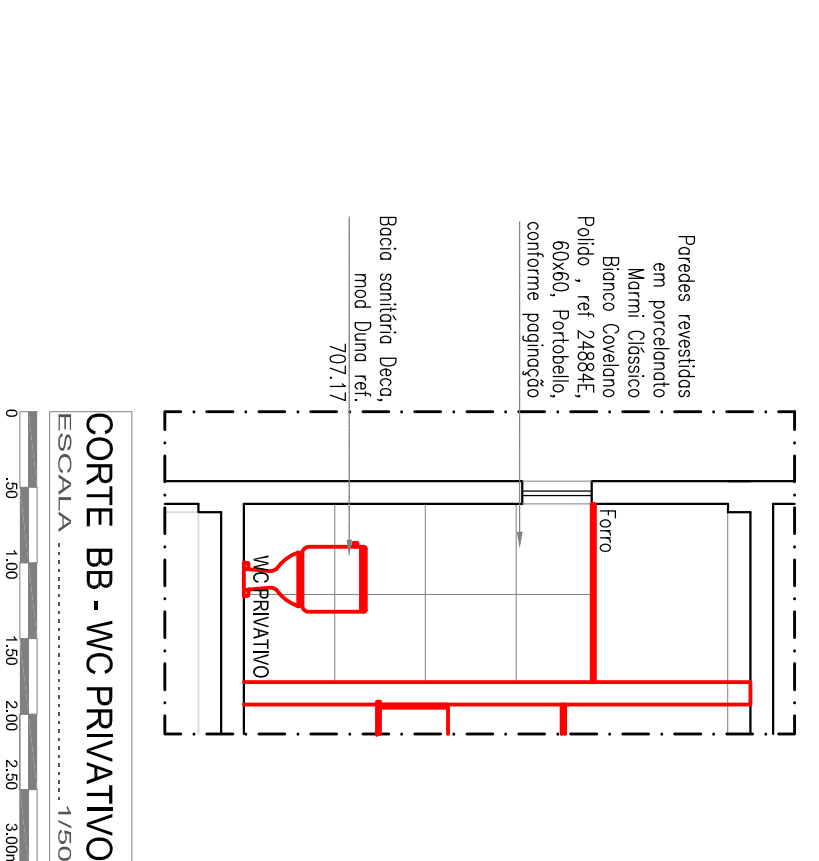 Paredes revestidas
em porcelanato
Marmi Clássico
Bianco Covelano
Polido , ref 24884E,
60x60, Portobello,
conforme paginação
Bacia sanitária Deca,
mod Duna ref.
707.17
Forro
WC PRIVATIVO
CORTE BB - WC PRIVATIVO
ESCALA ............................ 1/50
0 .50 1.00 1.50 2.00 2.50 3.00m